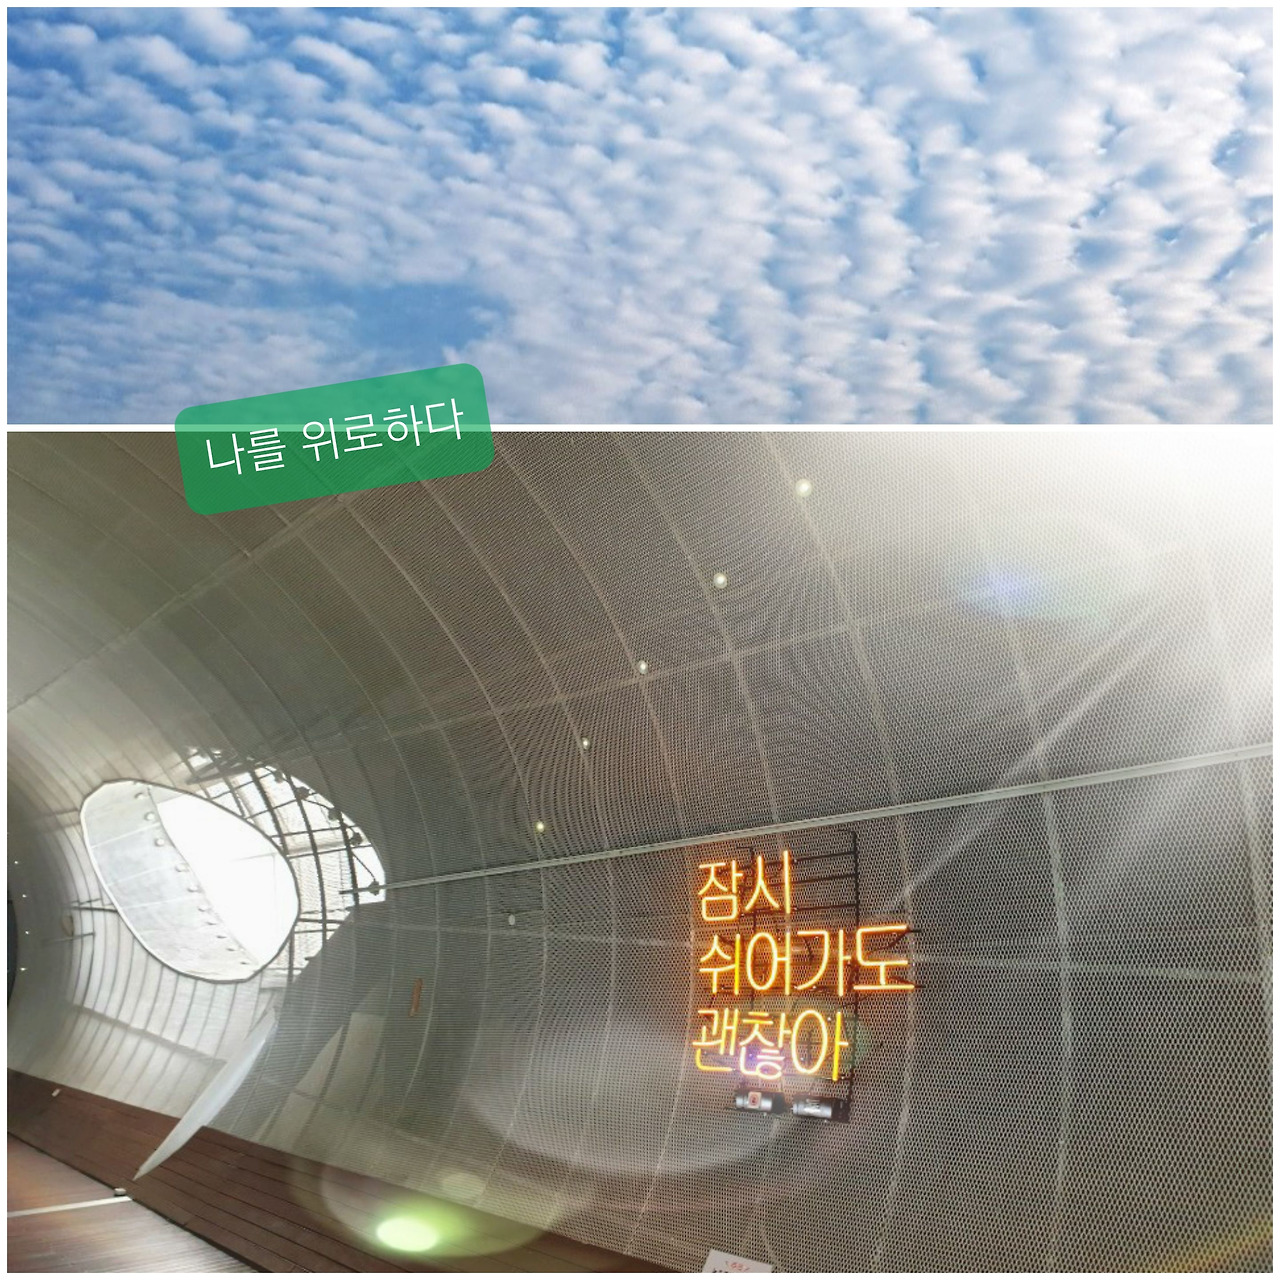 나를 위로하다
잠시
쉬어가도
괜찮아